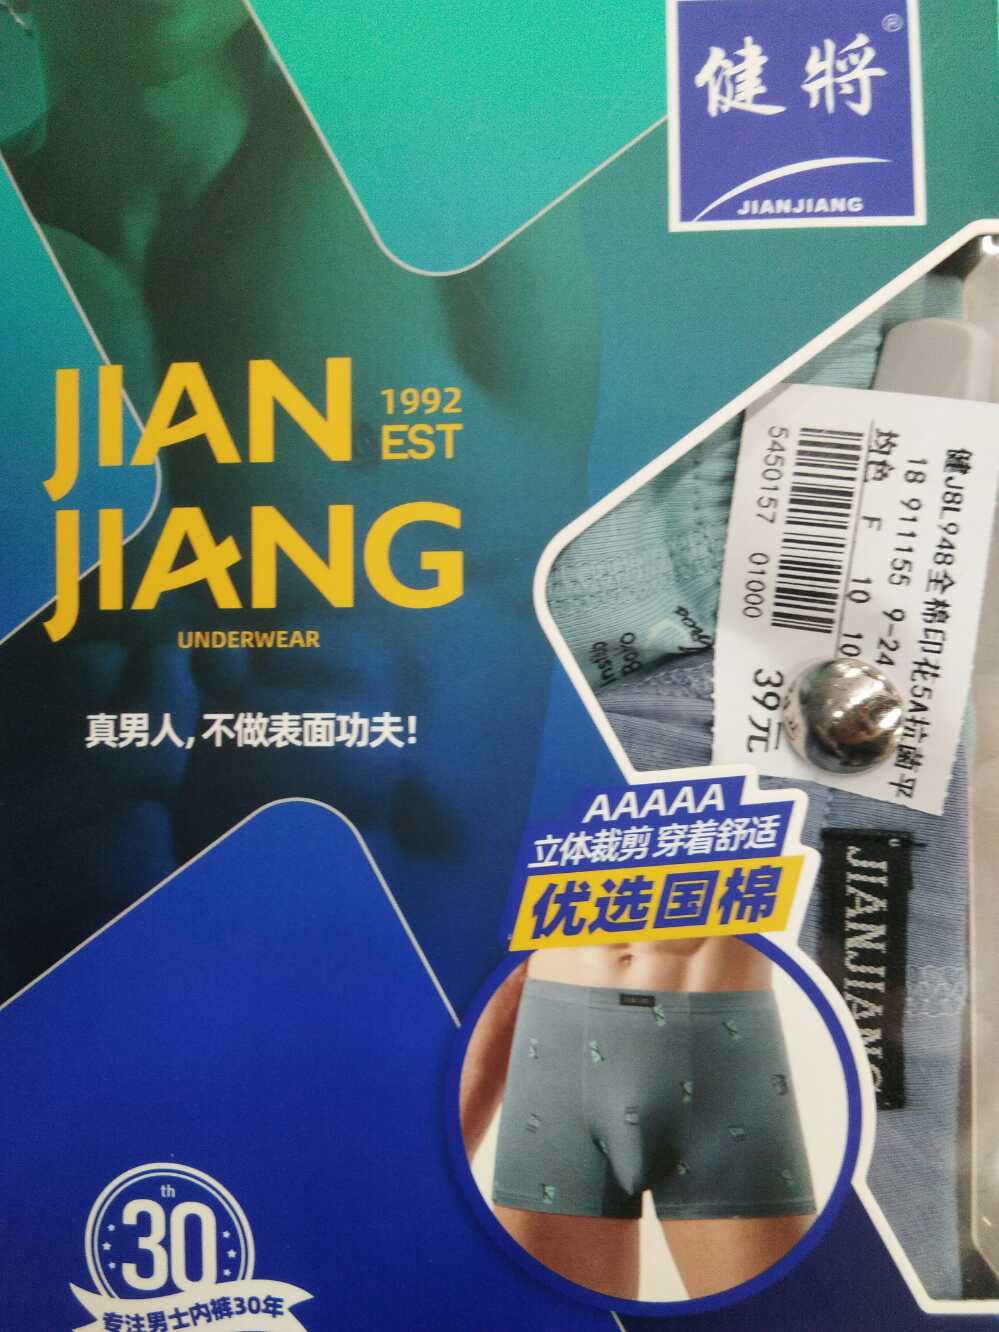 健將®
JIANJIANG
JIAN
1992
EST
JIANG
UNDERWEAR
真男人,不做表面功夫!
健J8L948全棉印花5A抗菌平
18 911155 9-24
均色 F 10 10
5450157 01000
39元
AAAAA
立体裁剪 穿着舒适
优选国棉
JIANJIANG
30th
专注男士内裤30年